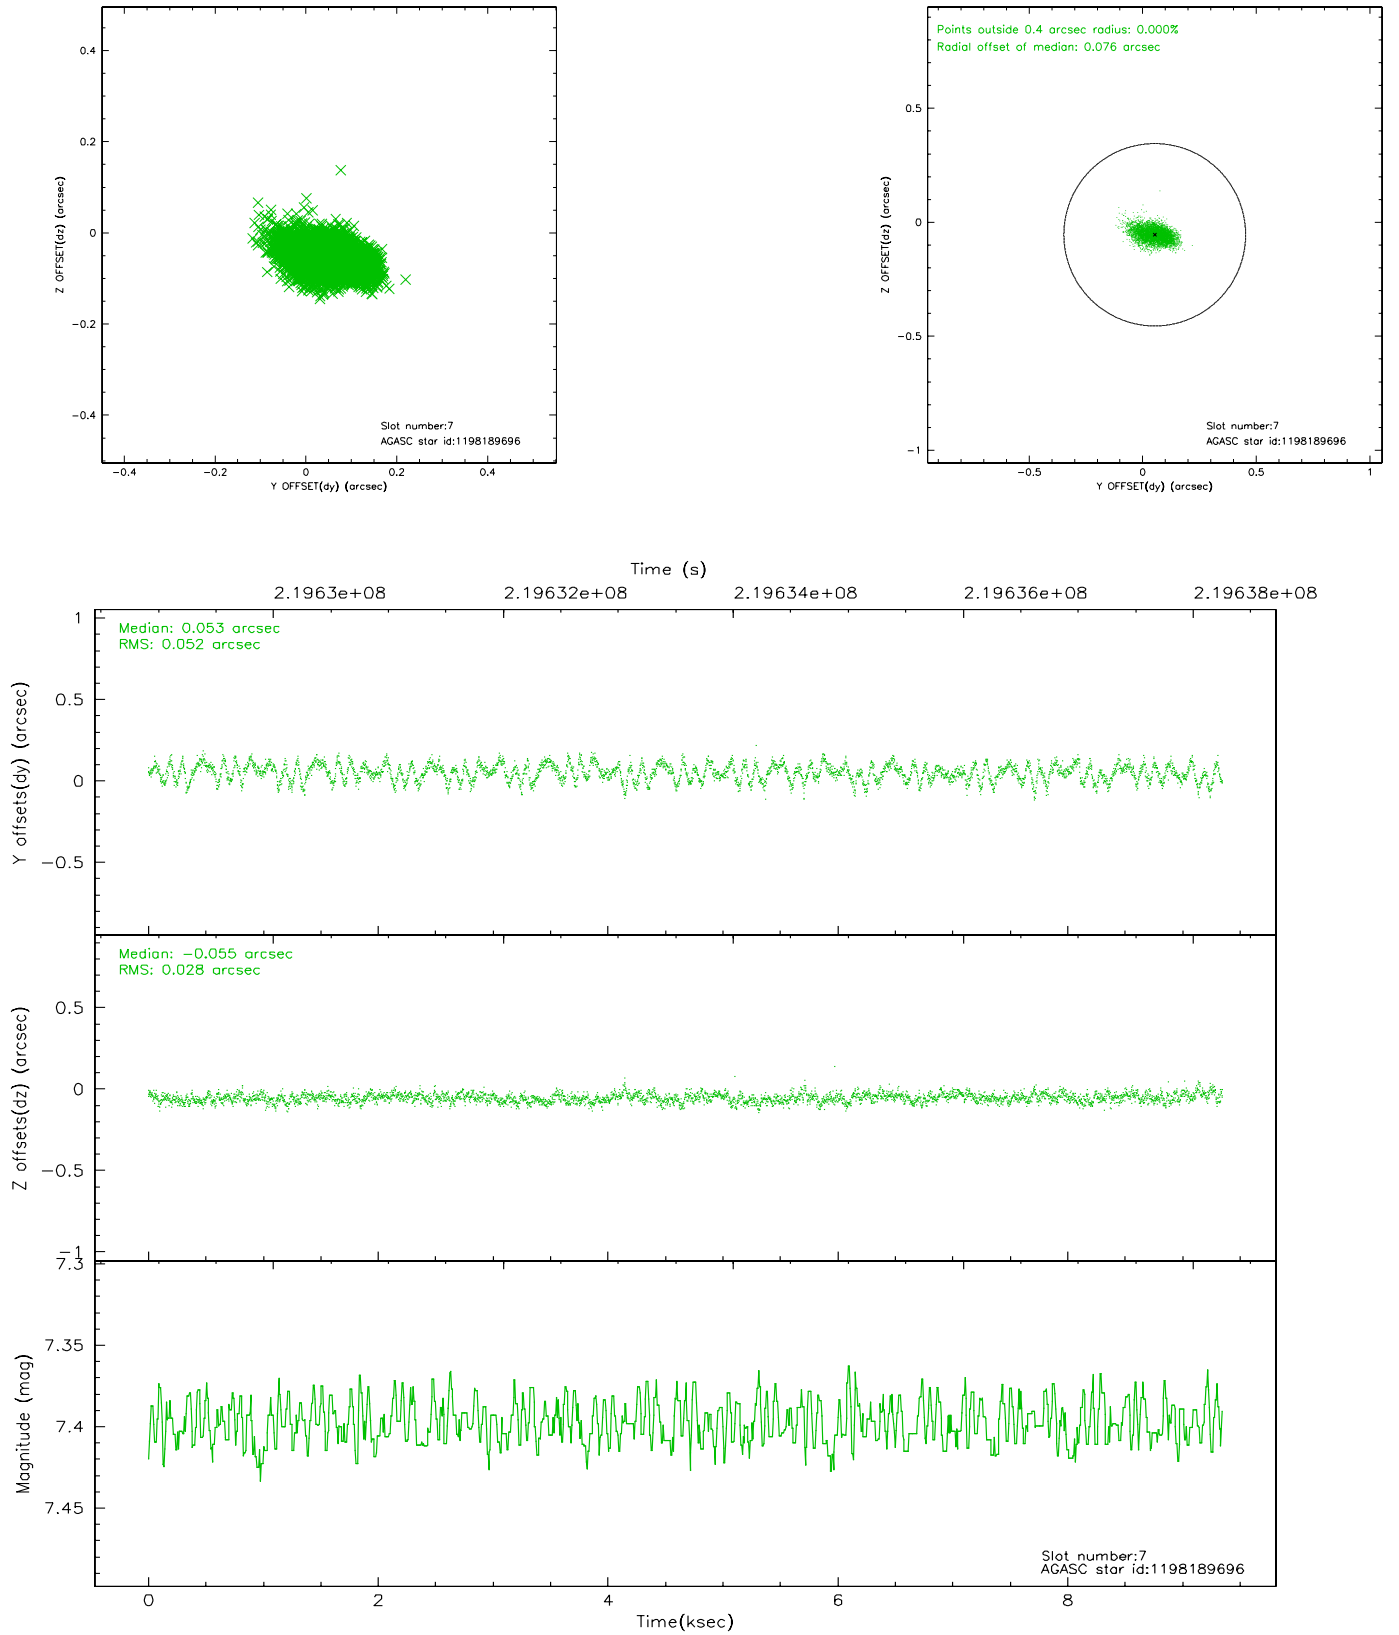 0.4
0.2
0
−0.2
−0.4
Z OFFSET(dz) (arcsec)
Slot number:7
AGASC star id:1198189696
−0.4 −0.2 0 0.2 0.4
Y OFFSET(dy) (arcsec)
Points outside 0.4 arcsec radius: 0.000%
Radial offset of median: 0.076 arcsec
0.5
0
−0.5
−1
Z OFFSET(dz) (arcsec)
Slot number:7
AGASC star id:1198189696
−0.5 0 0.5 1
Y OFFSET(dy) (arcsec)
Time (s)
2.1963e+08 2.19632e+08 2.19634e+08 2.19636e+08 2.19638e+08
Median: 0.053 arcsec
RMS: 0.052 arcsec
1
0.5
0
−0.5
Y offsets(dy) (arcsec)
Median: −0.055 arcsec
RMS: 0.028 arcsec
0.5
0
−0.5
−1
Z offsets(dz) (arcsec)
7.3
7.35
7.4
7.45
Magnitude (mag)
Slot number:7
AGASC star id:1198189696
0 2 4 6 8
Time(ksec)